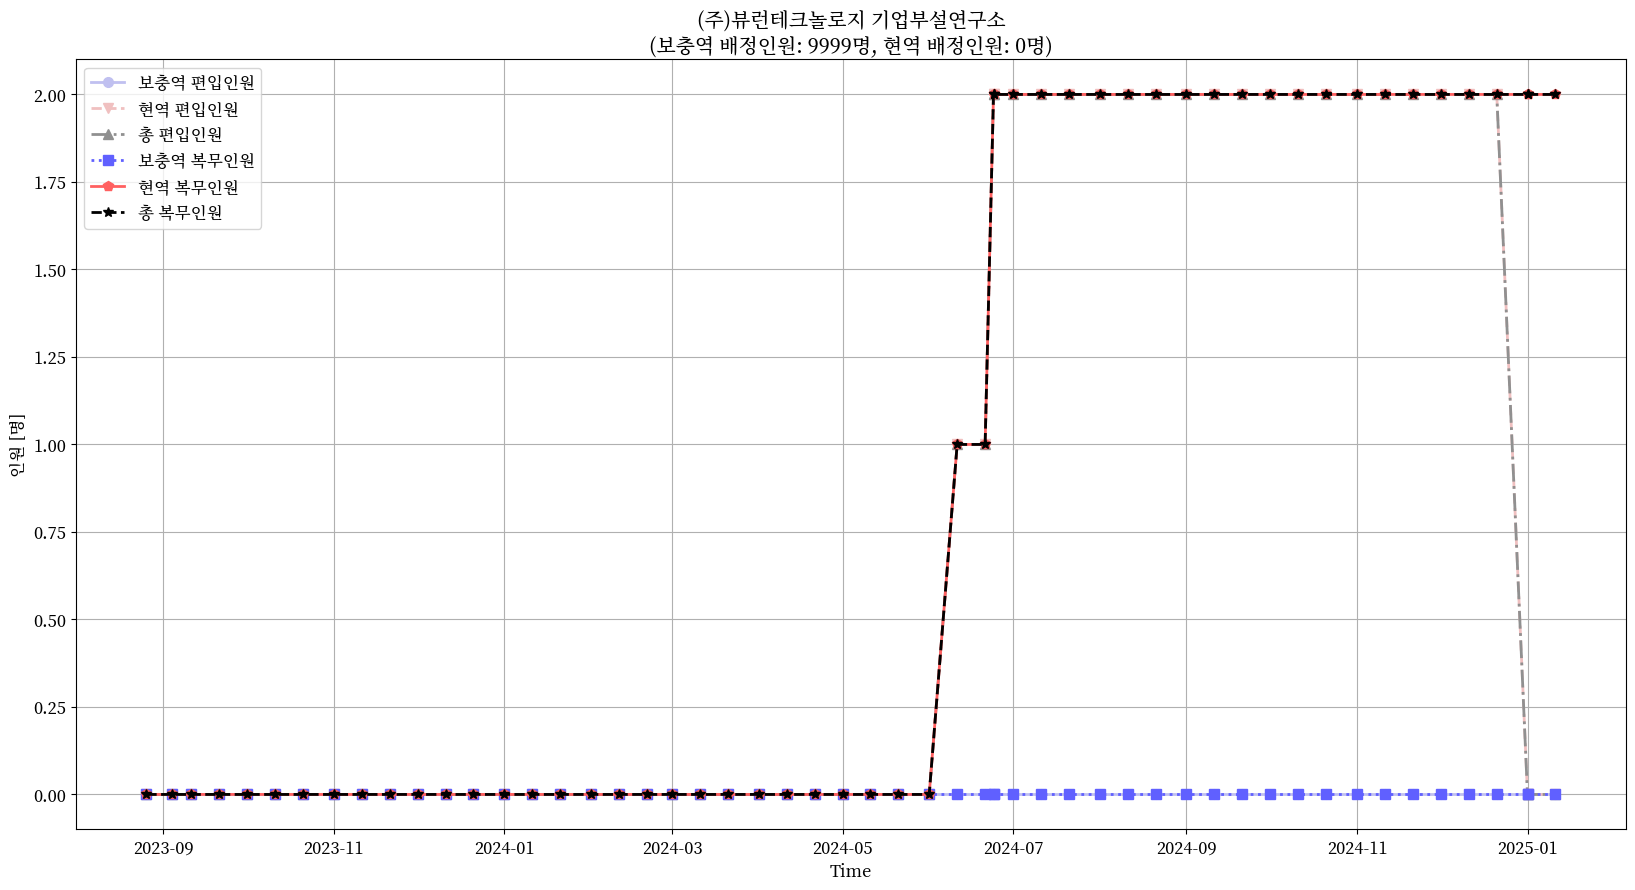 (주)뷰런테크놀로지 기업부설연구소
(보충역 배정인원: 9999명, 현역 배정인원: 0명)
보충역 편입인원
현역 편입인원
총 편입인원
보충역 복무인원
현역 복무인원
총 복무인원
2.00
1.75
1.50
1.25
1.00
0.75
0.50
0.25
0.00
인원 [명]
2023-09 2023-11 2024-01 2024-03 2024-05 2024-07 2024-09 2024-11 2025-01
Time